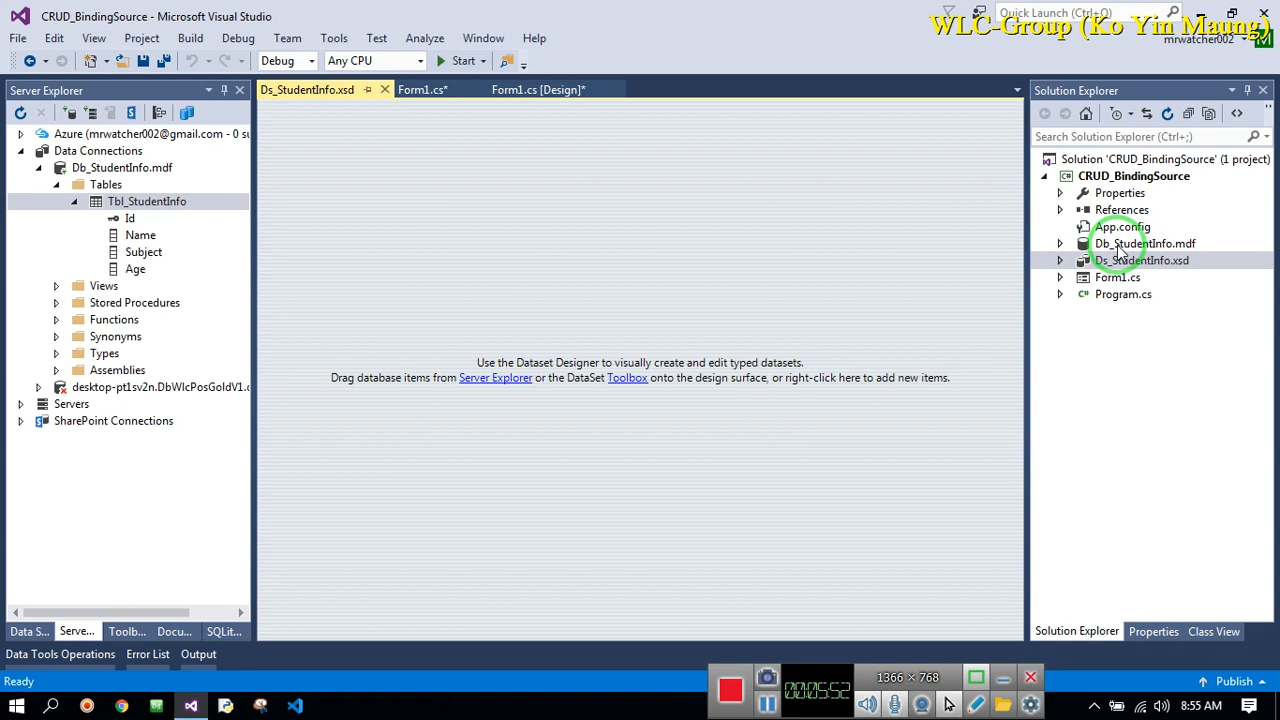 CRUD_BindingSource - Microsoft Visual Studio
Quick Launch (Ctrl+Q)
WLC-Group (Ko Yin Maung)
File Edit View Project Build Debug Team Tools Test Analyze Window Help
mrwatcher002 M
Debug Any CPU Start
Server Explorer
Ds_StudentInfo.xsd Form1.cs* Form1.cs [Design]*
Solution Explorer
Search Solution Explorer (Ctrl+;)
Azure (mrwatcher002@gmail.com - 0 su
Data Connections
Db_StudentInfo.mdf
Tables
Tbl_StudentInfo
Id
Name
Subject
Age
Views
Stored Procedures
Functions
Synonyms
Types
Assemblies
desktop-pt1sv2n.DbWlcPosGoldV1.
Servers
SharePoint Connections
Use the Dataset Designer to visually create and edit typed datasets.
Drag database items from Server Explorer or the DataSet Toolbox onto the design surface, or right-click here to add new items.
Solution 'CRUD_BindingSource' (1 project)
CRUD_BindingSource
Properties
References
App.config
Db_StudentInfo.mdf
Ds_StudentInfo.xsd
Form1.cs
Program.cs
Data S... Serve... Toolb... Docu... SQLit...
Solution Explorer Properties Class View
Data Tools Operations Error List Output
Ready
Publish
00:05:52
1366 × 768
8:55 AM